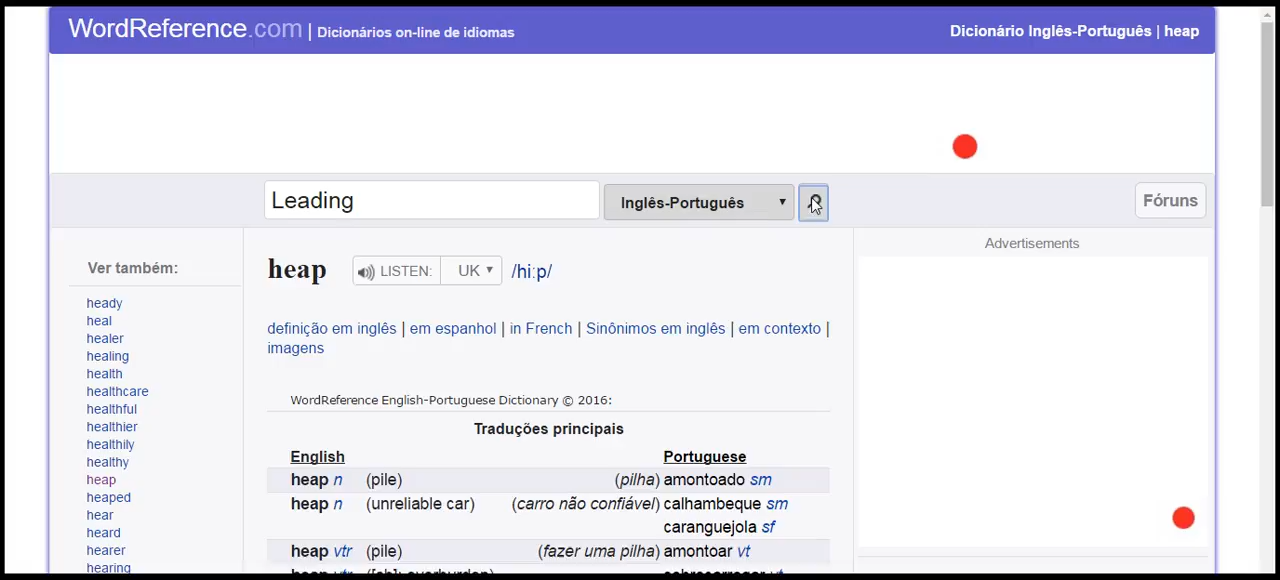 WordReference.com | Dicionários on-line de idiomas
Dicionário Inglês-Português | heap
Leading
Inglês-Português
Fóruns
Advertisements
Ver também:
heady
heal
healer
healing
health
healthcare
healthful
healthier
healthily
healthy
heap
heaped
hear
heard
hearer
hearing
heap LISTEN: UK /hiːp/
definição em inglês | em espanhol | in French | Sinônimos em inglês | em contexto |
imagens
WordReference English-Portuguese Dictionary © 2016:
Traduções principais
English Portuguese
heap n (pile) (pilha) amontoado sm
heap n (unreliable car) (carro não confiável) calhambeque sm
caranguejola sf
heap vtr (pile) (fazer uma pilha) amontoar vt